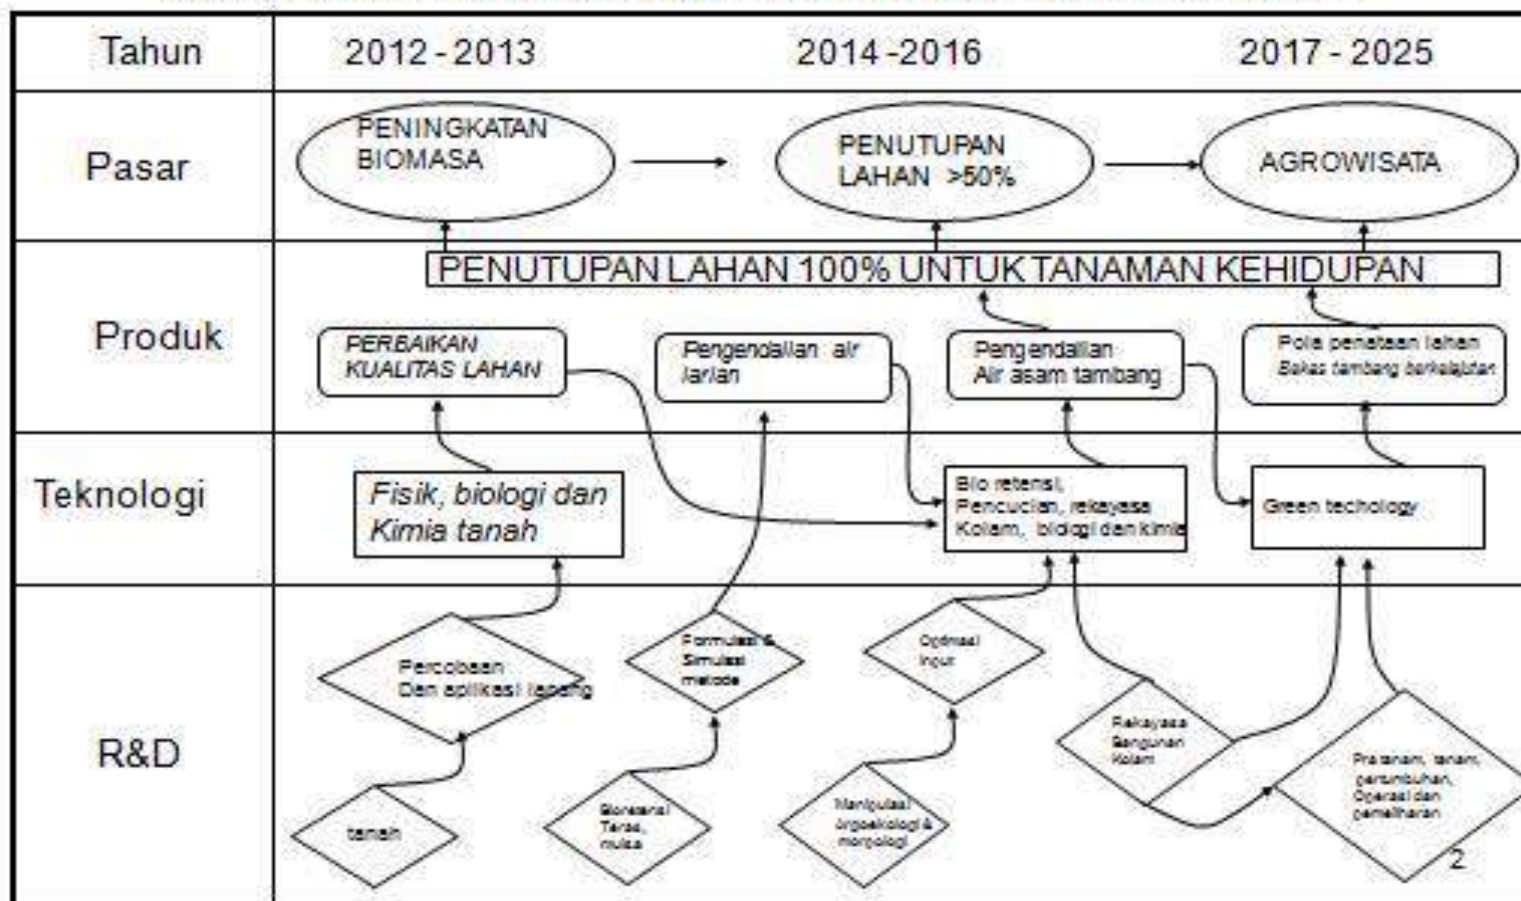 Tahun
2012 - 2013
2014 -2016
2017 - 2025
Pasar
PENINGKATAN
BIOMASA
PENUTUPAN
LAHAN >50%
AGROWISATA
PENUTUPAN LAHAN 100% UNTUK TANAMAN KEHIDUPAN
Produk
PERBAIKAN
KUALITAS LAHAN
Pengendalian air
larian
Pengendalian
Air asam tambang
Pola penataan lahan
Bekas tambang
Teknologi
Fisik, biologi dan
Kimia tanah
Bio retensi,
Pencucian, rekayasa
Kolam, biologi dan kimia
Green techology
R&D
Percobaan
Dan aplikasi lapang
Formulasi &
Simulasi
metode
Optimasi
Input
Rekayasa
Bangunan
Kolam
Pra tanam, tanam,
pertumbuhan,
Operasi dan
pemeliharan
tanah
Bioretensi
Teras,
mulsa
Manipulasi
2